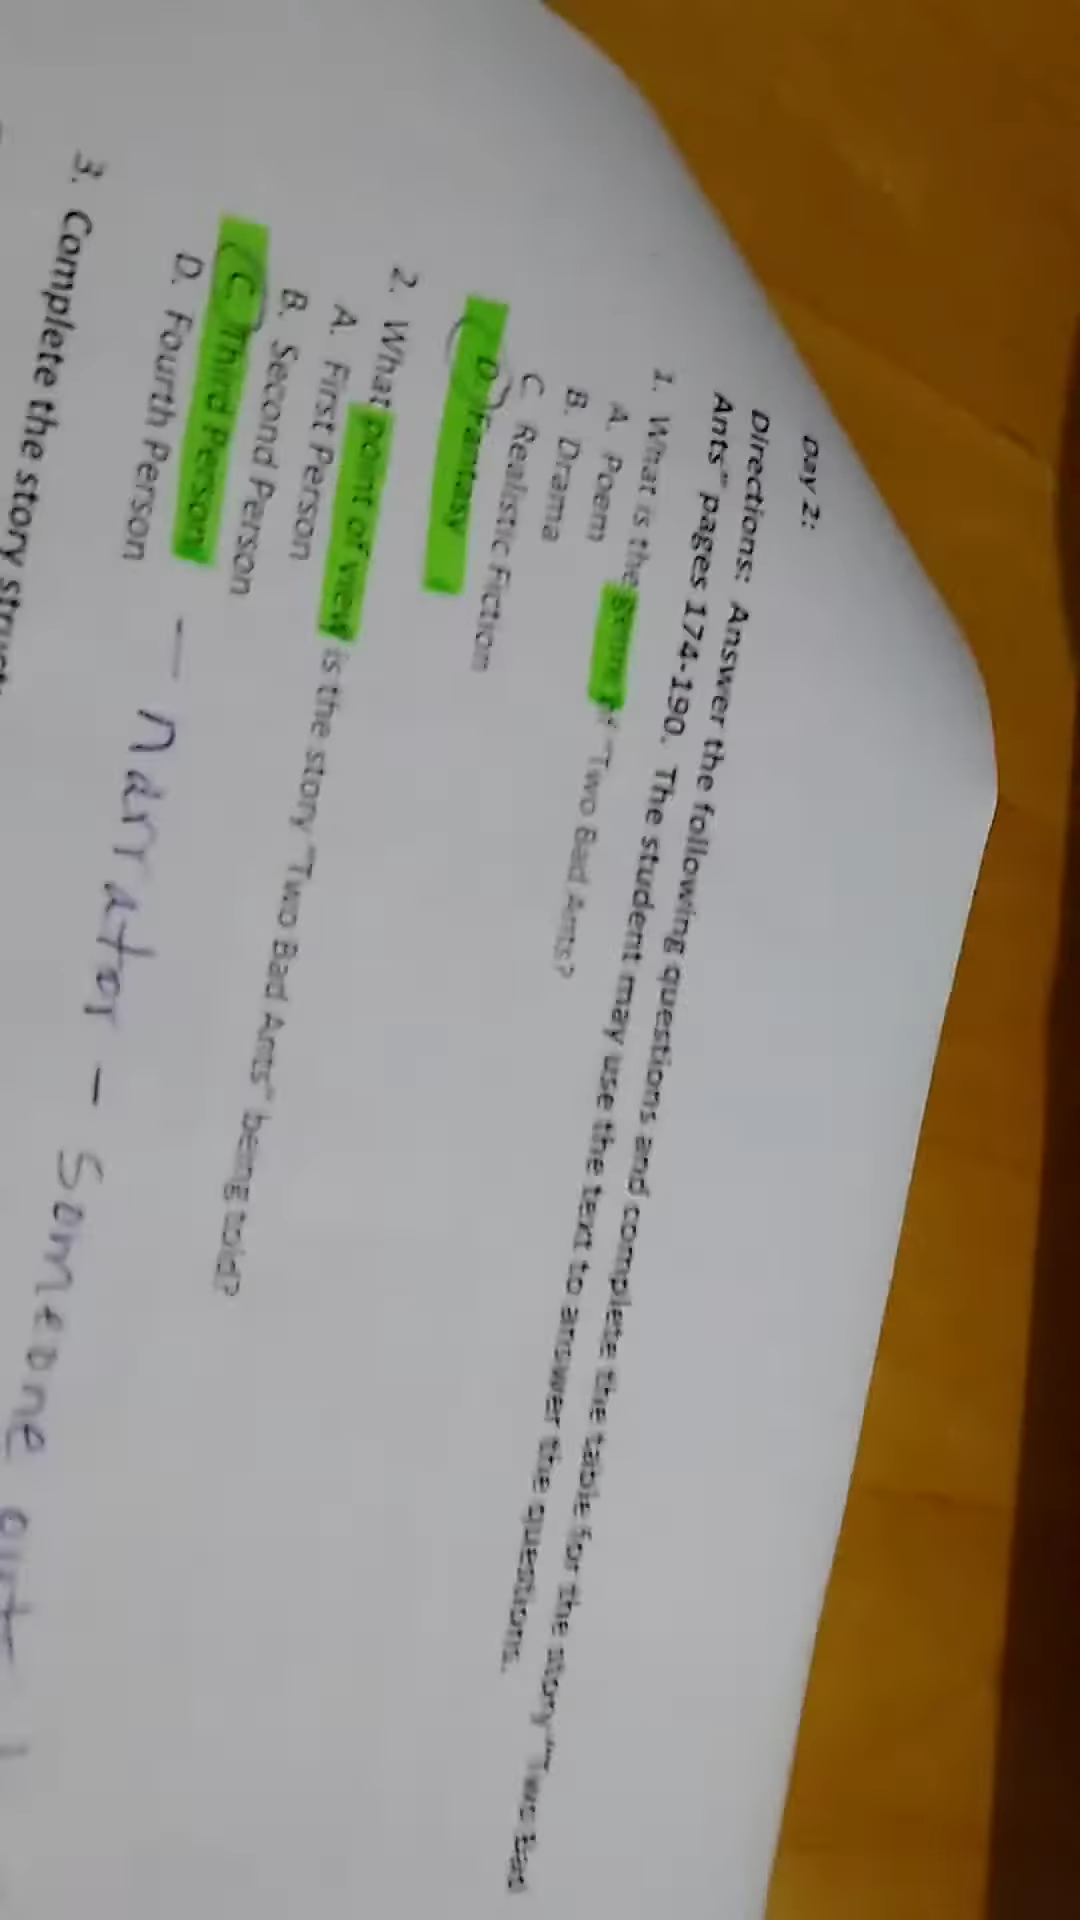 Day 2:
Directions: Answer the following questions and complete the table for the story "Two Bad
Ants" pages 174-190. The student may use the text to answer the questions.
1. What is the of "Two Bad Ants?
A. Poem
B. Drama
C. Realistic Fiction
D. Fantasy
2. What point of view is the story "Two Bad Ants" being told?
A. First Person
B. Second Person
C. Third Person
D. Fourth Person
— narrator - someone
3. Complete the story